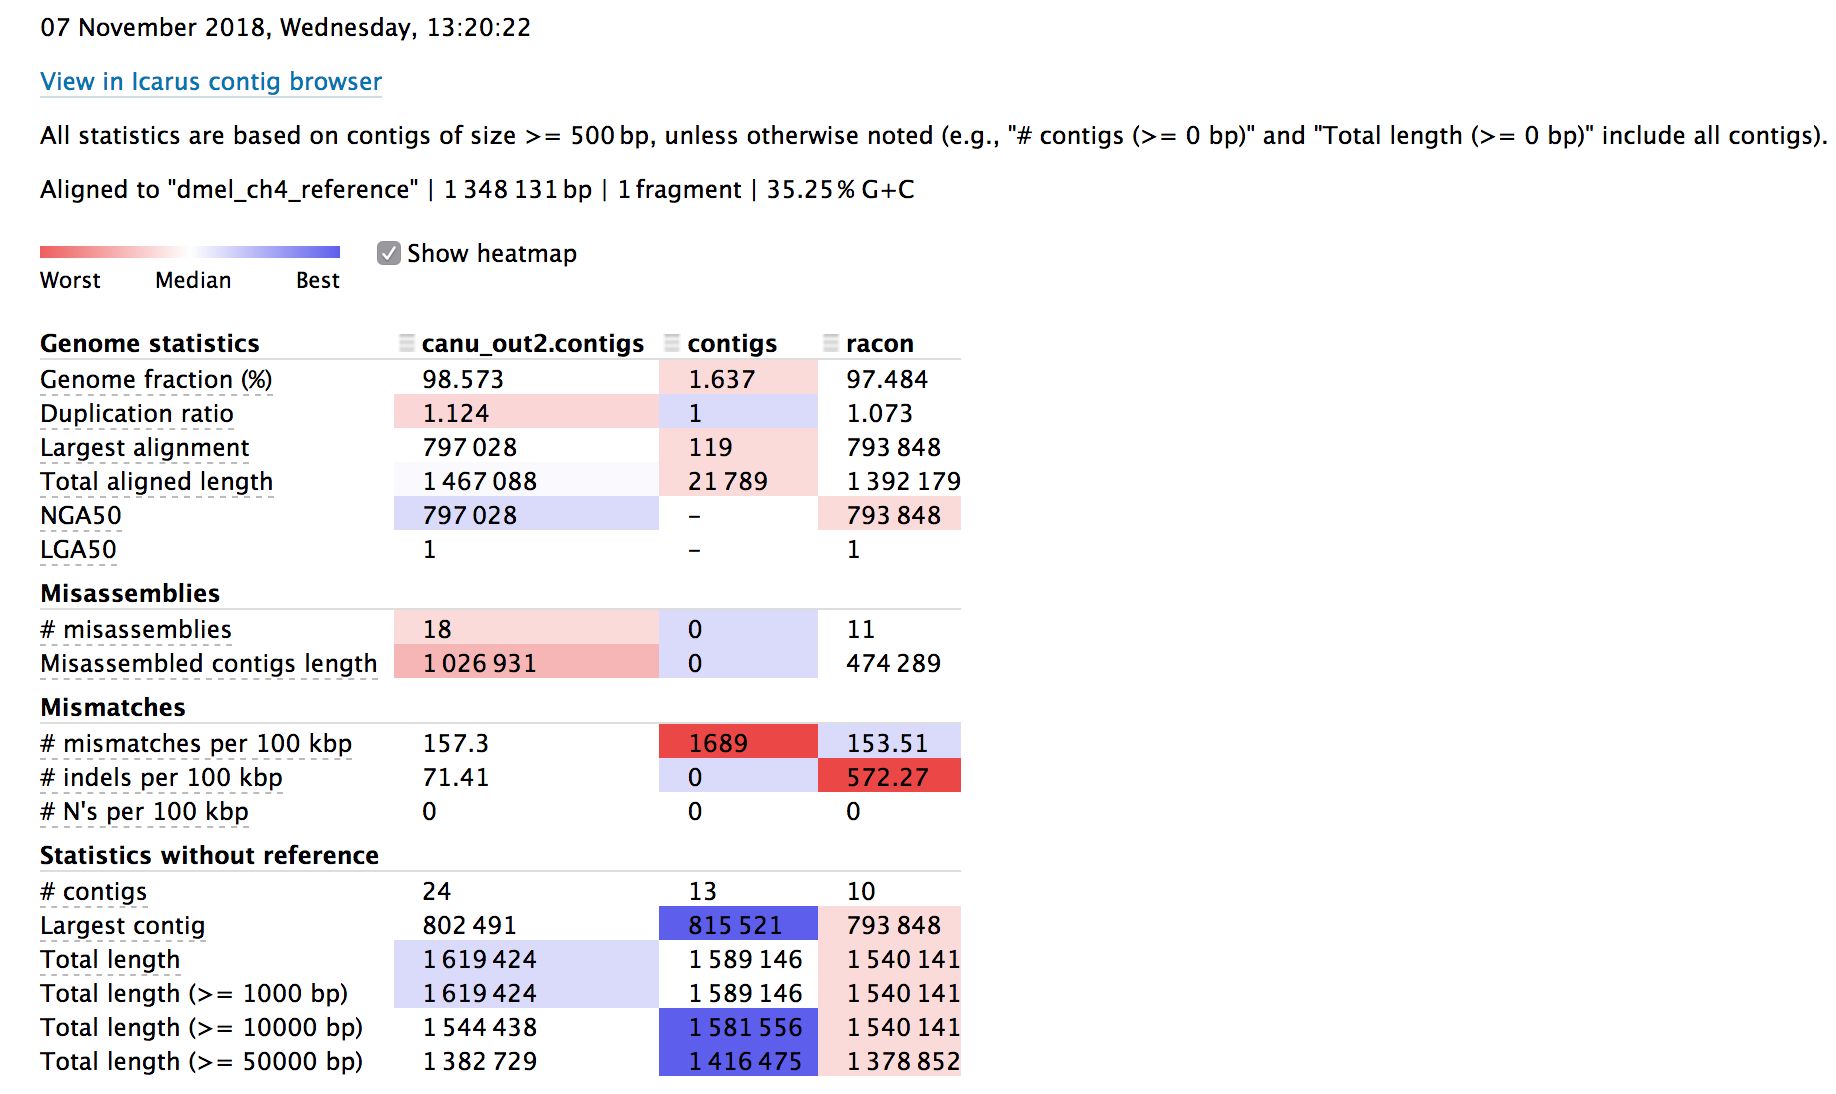 07 November 2018, Wednesday, 13:20:22
View in Icarus contig browser
All statistics are based on contigs of size >= 500 bp, unless otherwise noted (e.g., "# contigs (>= 0 bp)" and "Total length (>= 0 bp)" include all contigs).
Aligned to "dmel_ch4_reference" | 1 348 131 bp | 1 fragment | 35.25 % G+C
Show heatmap
Worst Median Best
Genome statistics canu_out2.contigs contigs racon
Genome fraction (%) 98.573 1.637 97.484
Duplication ratio 1.124 1 1.073
Largest alignment 797 028 119 793 848
Total aligned length 1 467 088 21 789 1 392 179
NGA50 797 028 – 793 848
LGA50 1 – 1
Misassemblies
# misassemblies 18 0 11
Misassembled contigs length 1 026 931 0 474 289
Mismatches
# mismatches per 100 kbp 157.3 1689 153.51
# indels per 100 kbp 71.41 0 572.27
# N's per 100 kbp 0 0 0
Statistics without reference
# contigs 24 13 10
Largest contig 802 491 815 521 793 848
Total length 1 619 424 1 589 146 1 540 141
Total length (>= 1000 bp) 1 619 424 1 589 146 1 540 141
Total length (>= 10000 bp) 1 544 438 1 581 556 1 540 141
Total length (>= 50000 bp) 1 382 729 1 416 475 1 378 852